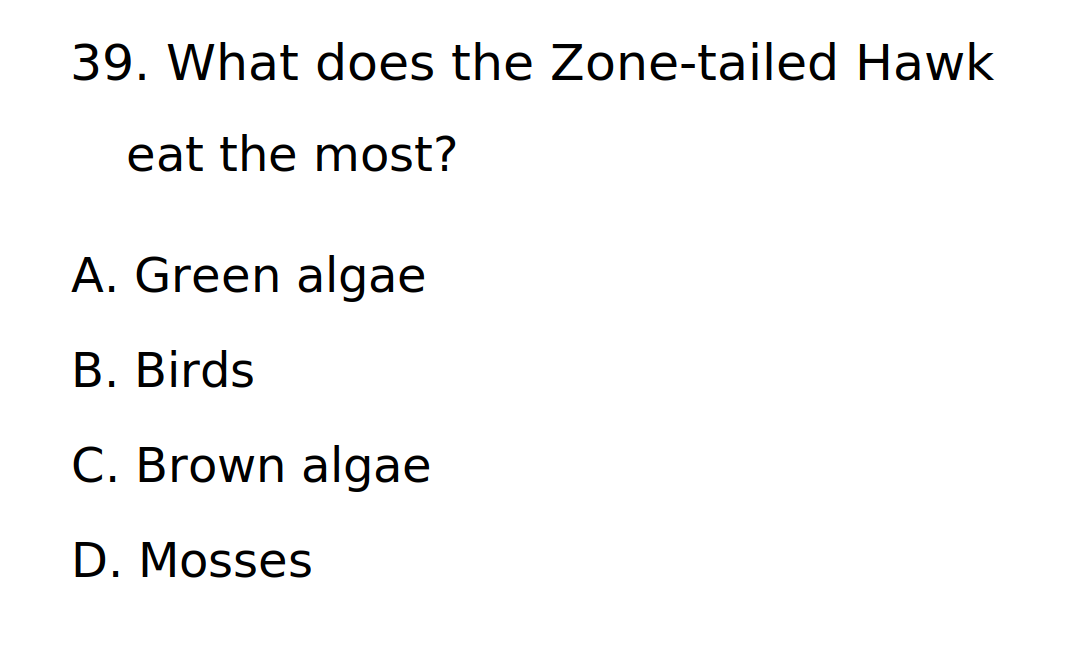 39. What does the Zone-tailed Hawk
eat the most?
A. Green algae
B. Birds
C. Brown algae
D. Mosses